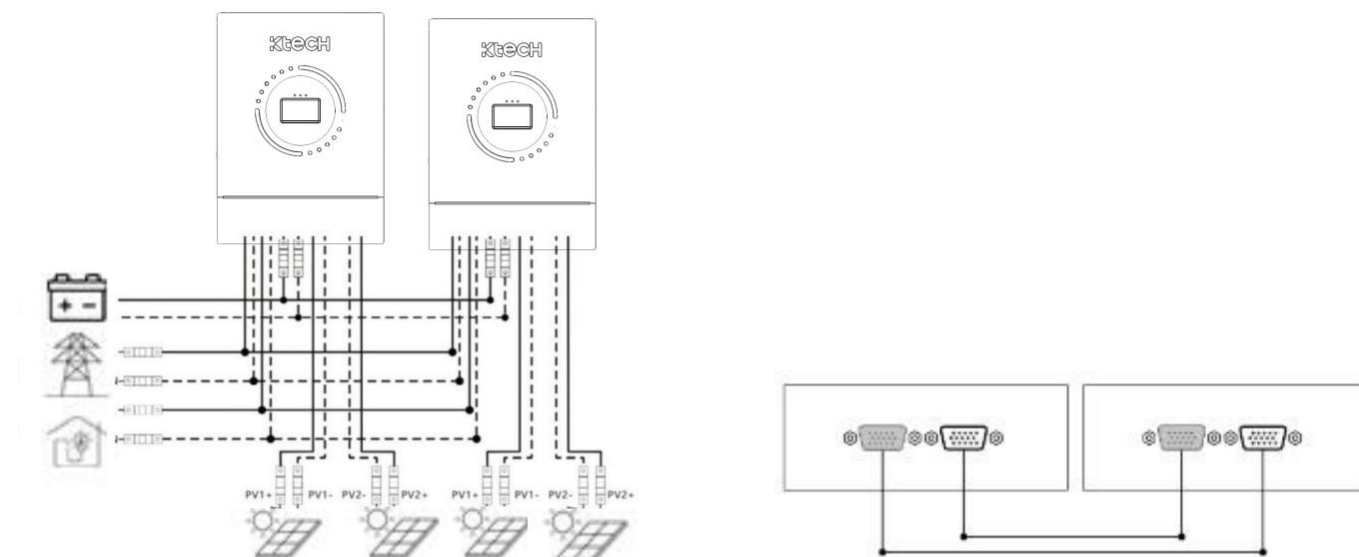 Ktech
Ktech
+ -
N
N
PV1+ PV1- PV2- PV2+ PV1+ PV1- PV2- PV2+